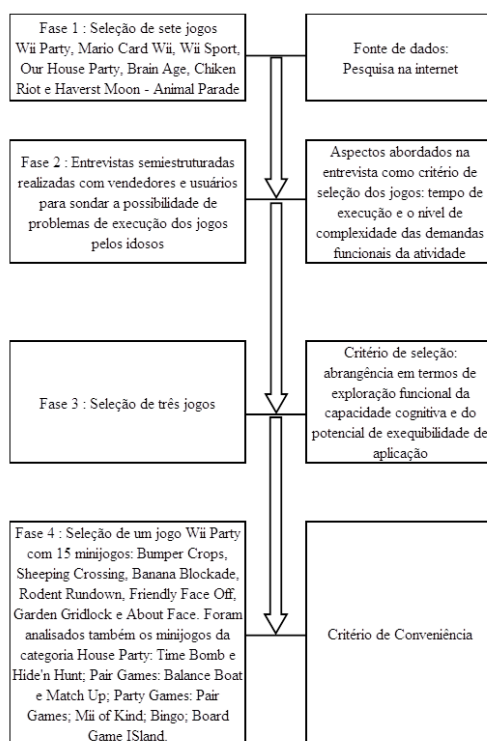 Fase 1 : Seleção de sete jogos
Wii Party, Mario Card Wii, Wii Sport,
Our House Party, Brain Age, Chiken
Riot e Haverst Moon - Animal Parade
Fonte de dados:
Pesquisa na internet
Fase 2 : Entrevistas semiestruturadas
realizadas com vendedores e usuários
para sondar a possibilidade de
problemas de execução dos jogos
pelos idosos
Aspectos abordados na
entrevista como critério de
seleção dos jogos: tempo de
execução e o nível de
complexidade das demandas
funcionais da atividade
Fase 3 : Seleção de três jogos
Critério de seleção:
abrangência em termos de
exploração funcional da
capacidade cognitiva e do
potencial de exequibilidade de
aplicação
Fase 4 : Seleção de um jogo Wii Party
com 15 minijogos: Bumper Crops,
Sheeping Crossing, Banana Blockade,
Rodent Rundown, Friendly Face Off,
Garden Gridlock e About Face. Foram
analisados também os minijogos da
categoria House Party: Time Bomb e
Hide'n Hunt; Pair Games: Balance Boat
e Match Up; Party Games: Pair
Games; Mii of Kind; Bingo; Board
Game ISland.
Critério de Conveniência